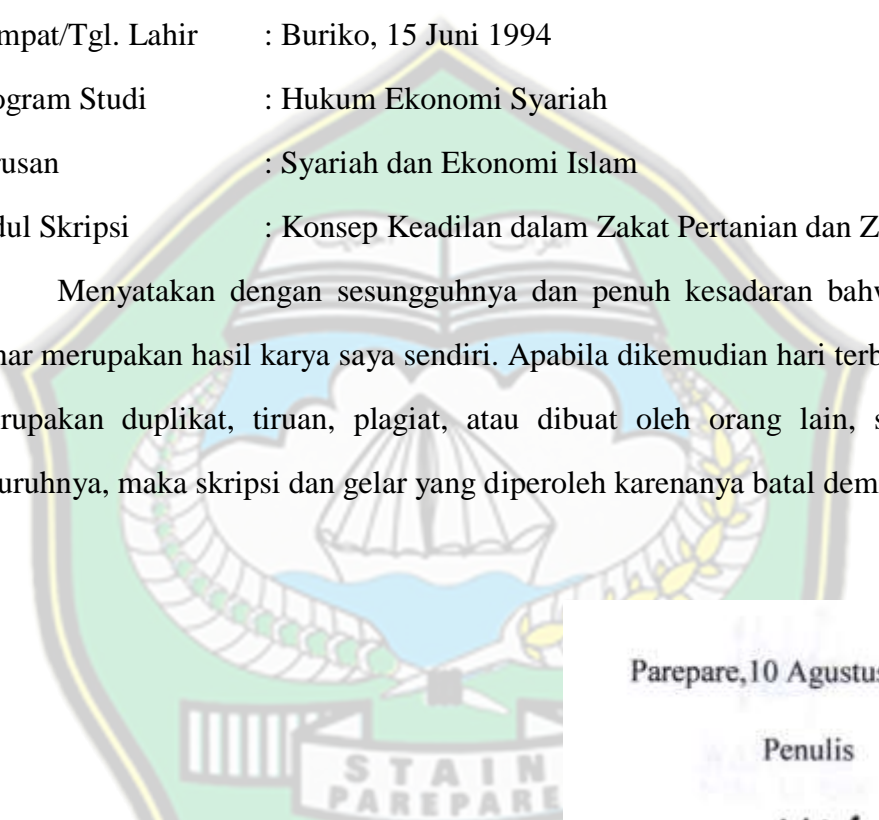 mpat/Tgl. Lahir : Buriko, 15 Juni 1994
ogram Studi : Hukum Ekonomi Syariah
rusan : Syariah dan Ekonomi Islam
dul Skripsi : Konsep Keadilan dalam Zakat Pertanian dan Z
Menyatakan dengan sesungguhnya dan penuh kesadaran bahw
nar merupakan hasil karya saya sendiri. Apabila dikemudian hari terb
rupakan duplikat, tiruan, plagiat, atau dibuat oleh orang lain, s
uruhnya, maka skripsi dan gelar yang diperoleh karenanya batal dem
Parepare,10 Agustus
Penulis
STAIN
PAREPARE